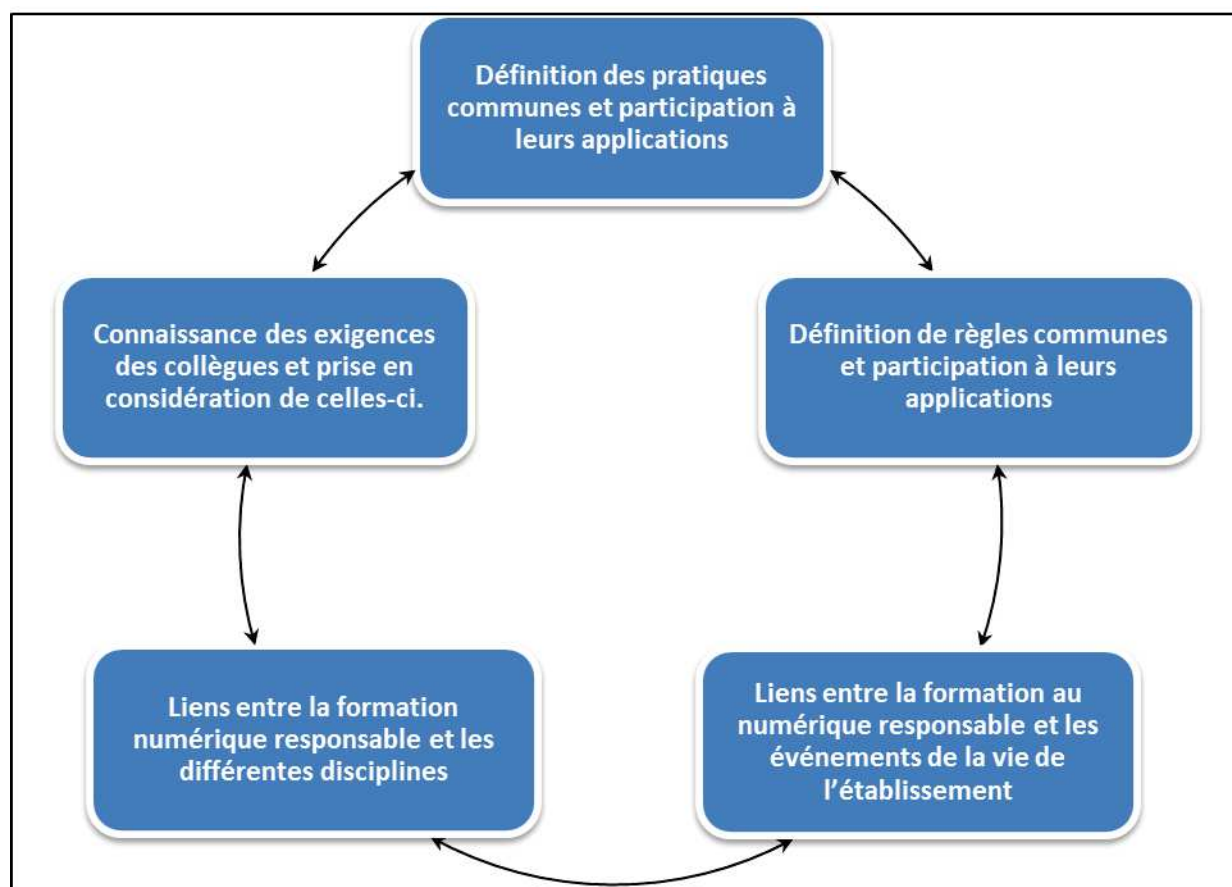 Définition des pratiques
communes et participation à
leurs applications
Connaissance des exigences
des collègues et prise en
considération de celles-ci.
Définition de règles communes
et participation à leurs
applications
Liens entre la formation
numérique responsable et les
différentes disciplines
Liens entre la formation au
numérique responsable et les
événements de la vie de
l'établissement